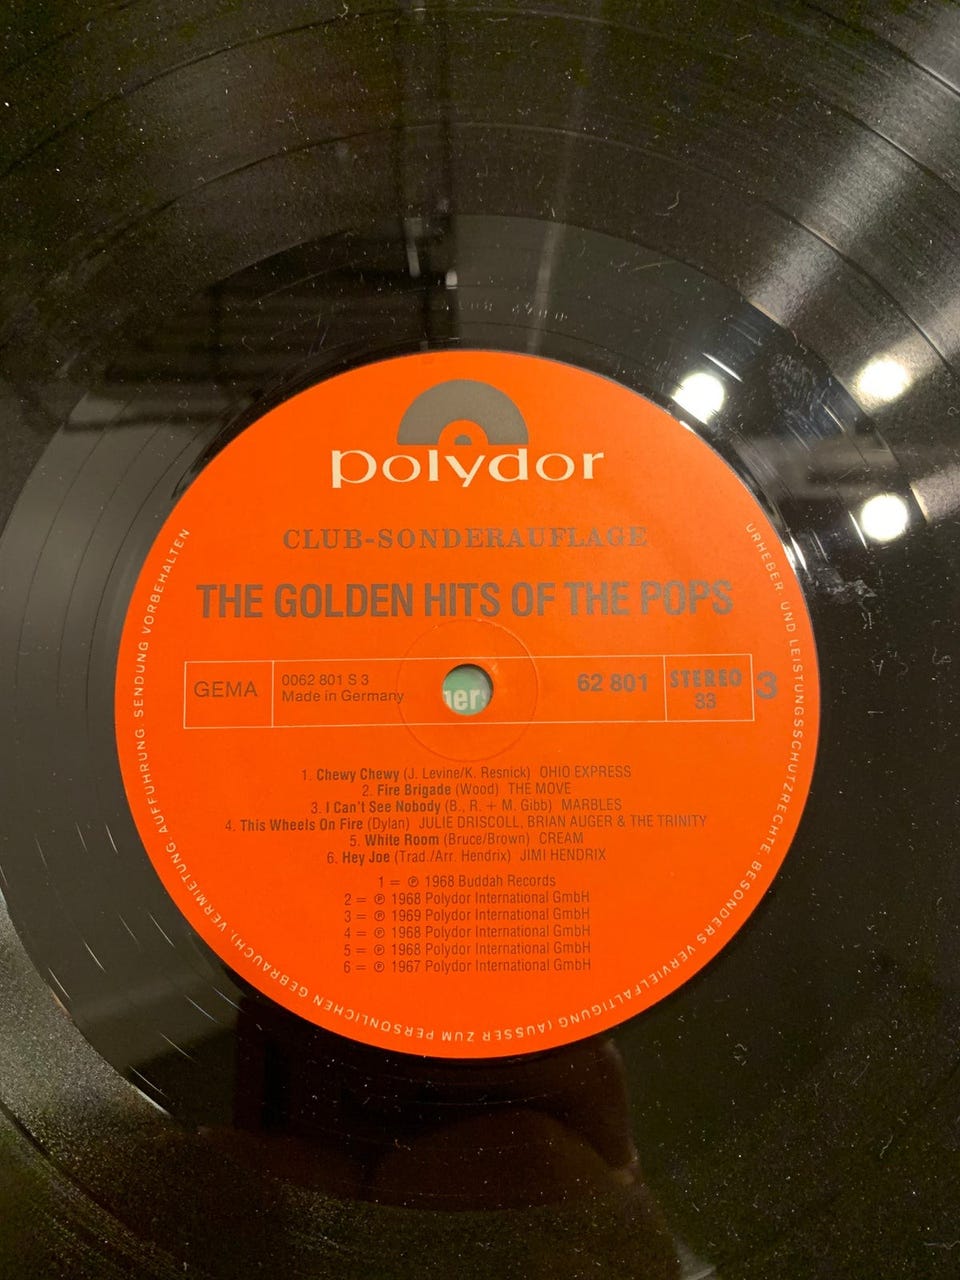 polydor
CLUB-SONDERAUFLAGE
THE GOLDEN HITS OF THE POPS
GEMA
0062 801 S 3
Made in Germany
62 801
STEREO
33
3
1. Chewy Chewy (J. Levine/K. Resnick) OHIO EXPRESS
2. Fire Brigade (Wood) THE MOVE
3. I Can't See Nobody (B., R. + M. Gibb) MARBLES
4. This Wheels On Fire (Dylan) JULIE DRISCOLL, BRIAN AUGER & THE TRINITY
5. White Room (Bruce/Brown) CREAM
6. Hey Joe (Trad./Arr. Hendrix) JIMI HENDRIX
1 = ℗ 1968 Buddah Records
2 = ℗ 1968 Polydor International GmbH
3 = ℗ 1969 Polydor International GmbH
4 = ℗ 1968 Polydor International GmbH
5 = ℗ 1968 Polydor International GmbH
6 = ℗ 1967 Polydor International GmbH
URHEBER- UND LEISTUNGSSCHUTZRECHTE, BESONDERS VERVIELFÄLTIGUNG (AUSSER ZUM PERSÖNLICHEN GEBRAUCH), VERMIETUNG, AUFFÜHRUNG, SENDUNG VORBEHALTEN